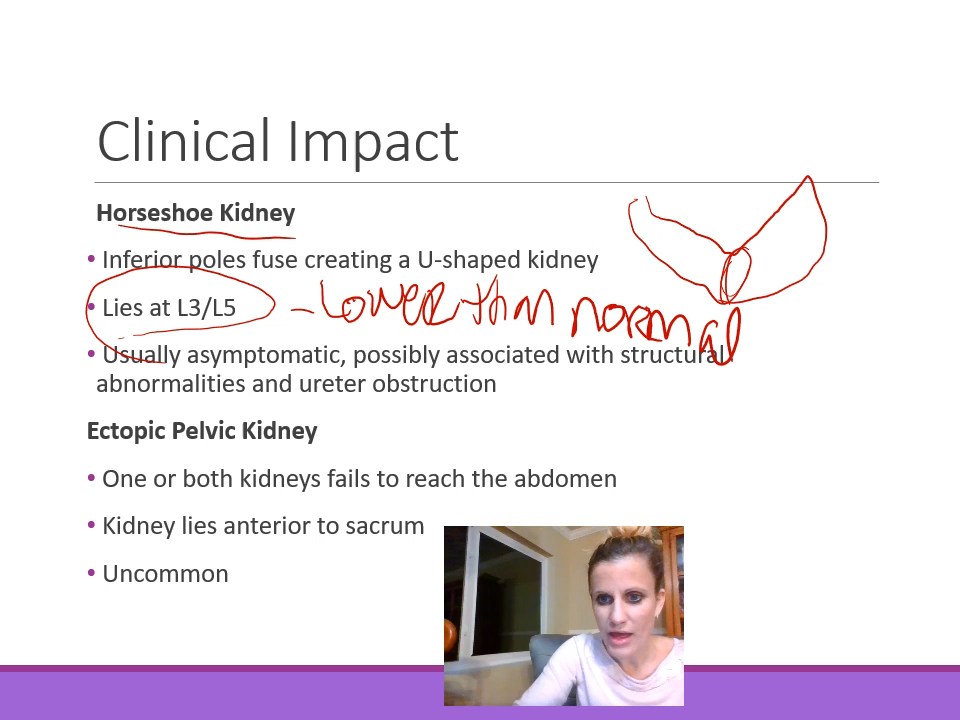 Clinical Impact
Horseshoe Kidney
• Inferior poles fuse creating a U-shaped kidney
• Lies at L3/L5 – Lower than normal
• Usually asymptomatic, possibly associated with structural
abnormalities and ureter obstruction
Ectopic Pelvic Kidney
• One or both kidneys fails to reach the abdomen
• Kidney lies anterior to sacrum
• Uncommon